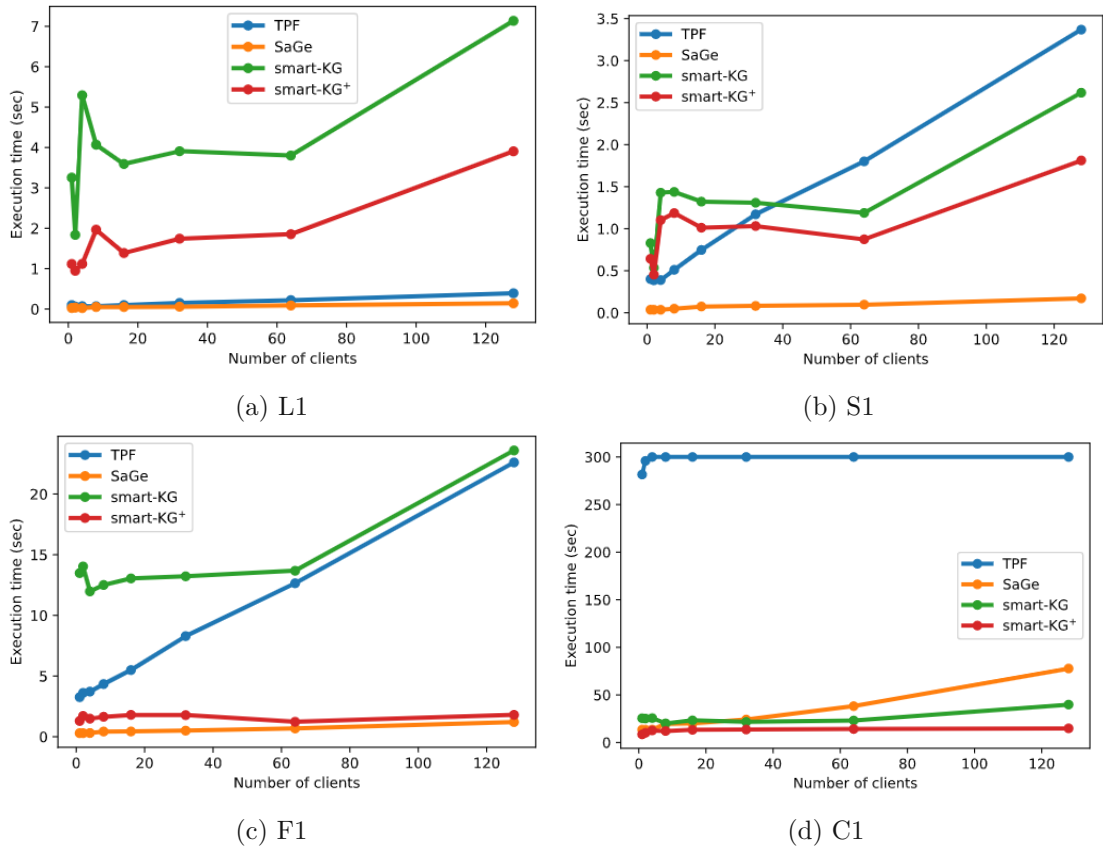 7
6
5
4
3
2
1
0
Execution time (sec)
TPF
SaGe
smart-KG
smart-KG⁺
0 20 40 60 80 100 120
Number of clients
(a) L1
3.5
3.0
2.5
2.0
1.5
1.0
0.5
0.0
Execution time (sec)
TPF
SaGe
smart-KG
smart-KG⁺
0 20 40 60 80 100 120
Number of clients
(b) S1
20
15
10
5
0
Execution time (sec)
TPF
SaGe
smart-KG
smart-KG⁺
0 20 40 60 80 100 120
Number of clients
(c) F1
300
250
200
150
100
50
0
Execution time (sec)
TPF
SaGe
smart-KG
smart-KG⁺
0 20 40 60 80 100 120
Number of clients
(d) C1